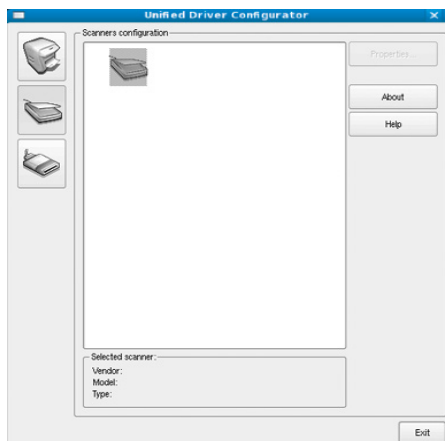 Unified Driver Configurator
Scanners configuration
Properties...
About
Help
Selected scanner:
Vendor:
Model:
Type:
Exit